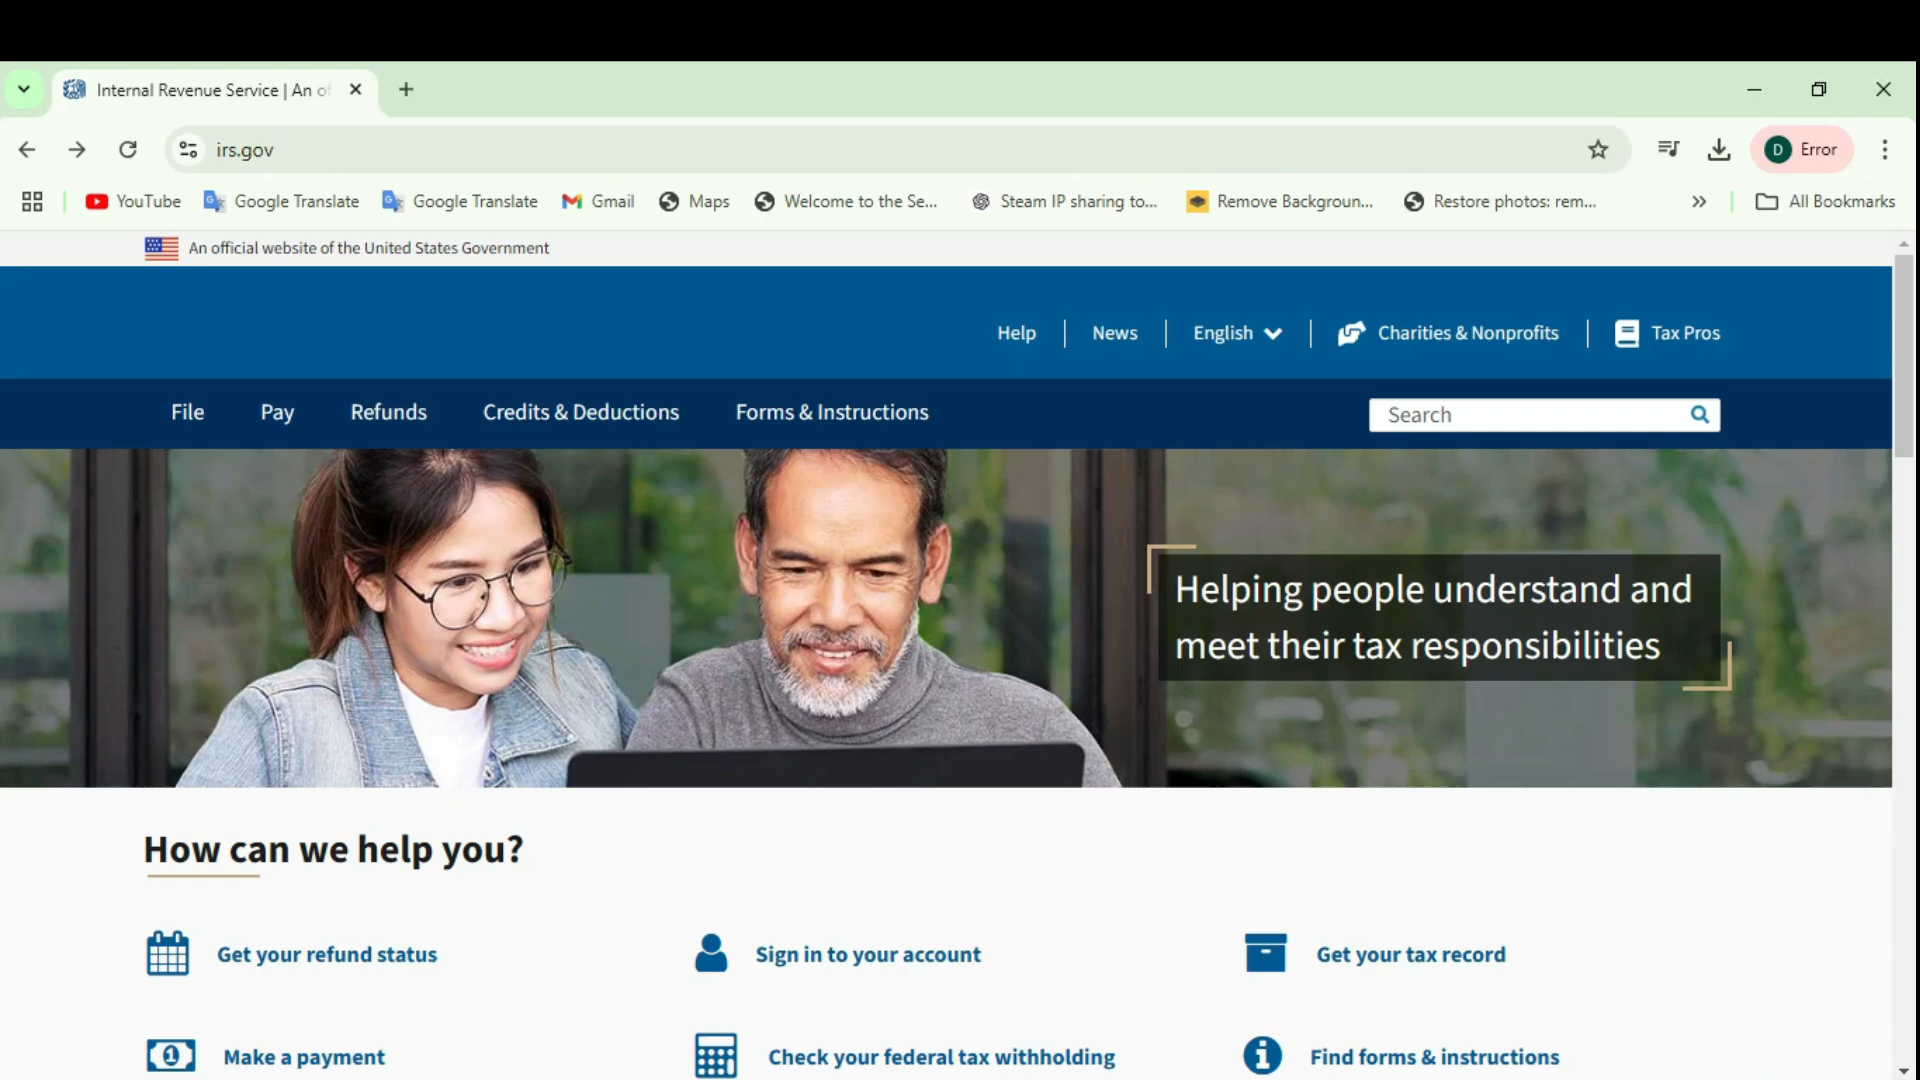 Internal Revenue Service | An of
irs.gov
D Error
YouTube Google Translate Google Translate Gmail Maps Welcome to the Se... Steam IP sharing to... Remove Backgroun... Restore photos: rem... All Bookmarks
An official website of the United States Government
Help News English Charities & Nonprofits Tax Pros
File Pay Refunds Credits & Deductions Forms & Instructions Search
Helping people understand and
meet their tax responsibilities
How can we help you?
Get your refund status Sign in to your account Get your tax record
Make a payment Check your federal tax withholding Find forms & instructions